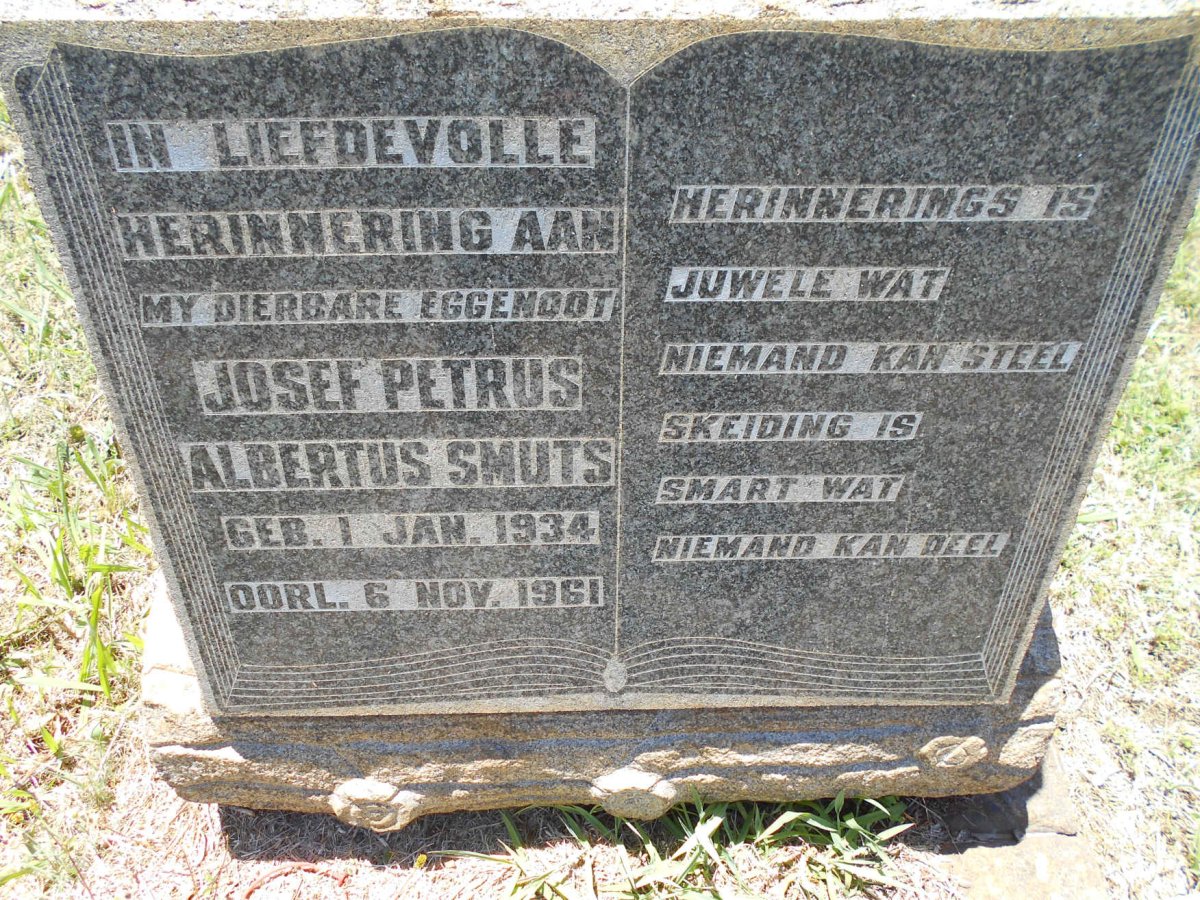 IN LIEFDEVOLLE
HERINNERING AAN
MY DIERBARE EGGENOOT
JOSEF PETRUS
ALBERTUS SMUTS
GEB. 1 JAN. 1934
OORL. 6 NOV. 1961
HERINNERINGS IS
JUWELE WAT
NIEMAND KAN STEEL
SKEIDING IS
SMART WAT
NIEMAND KAN DEEL